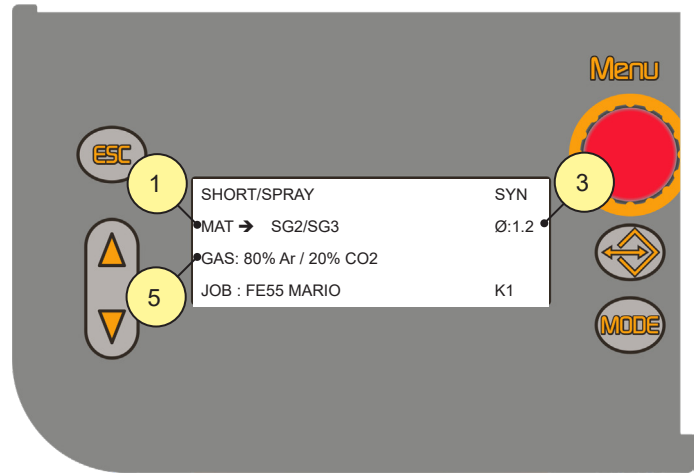 Menu
ESC
1
3
SHORT/SPRAY SYN
MAT ➔ SG2/SG3 Ø:1.2
GAS: 80% Ar / 20% CO2
5
JOB : FE55 MARIO K1
MODE